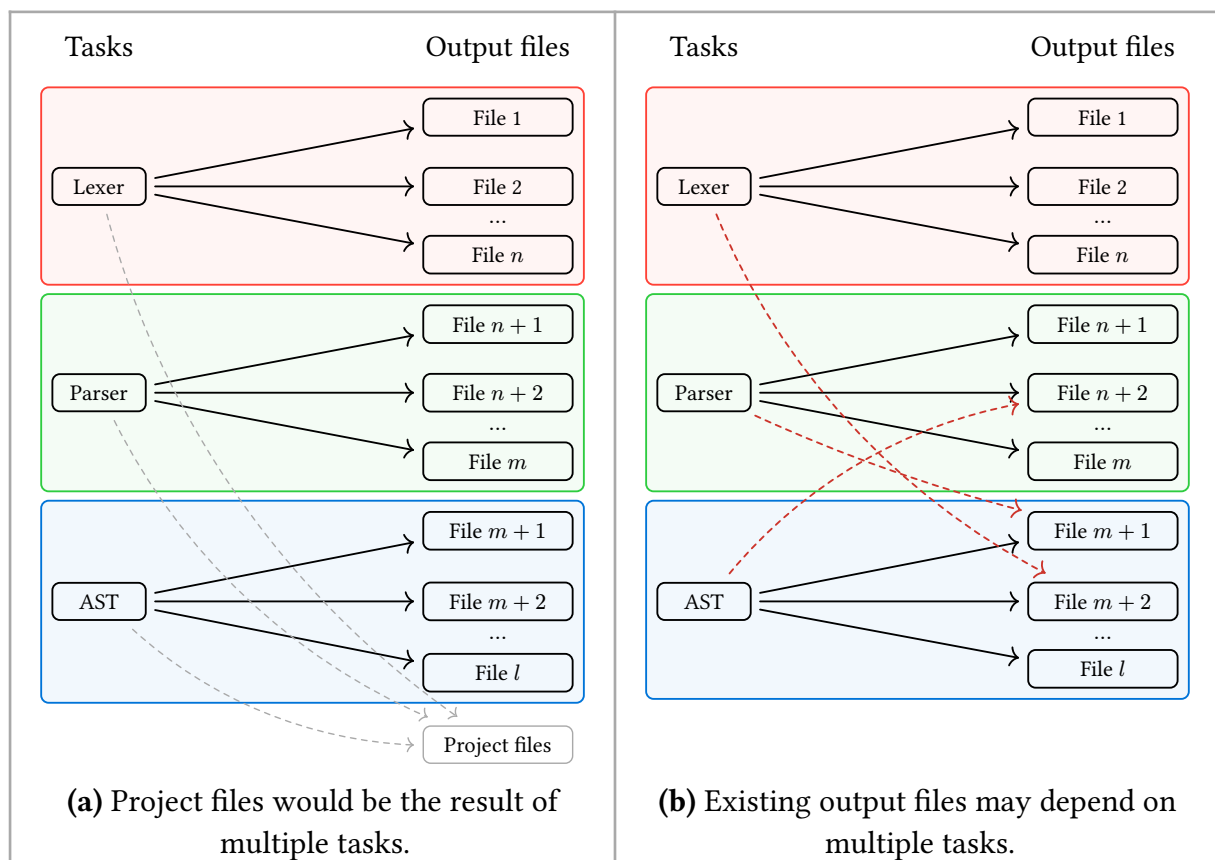 Tasks
Output files
File 1
Lexer
File 2
...
File n
File n + 1
Parser
File n + 2
...
File m
File m + 1
AST
File m + 2
...
File l
Project files
(a) Project files would be the result of
multiple tasks.
Tasks
Output files
File 1
Lexer
File 2
...
File n
File n + 1
Parser
File n + 2
...
File m
File m + 1
AST
File m + 2
...
File l
(b) Existing output files may depend on
multiple tasks.